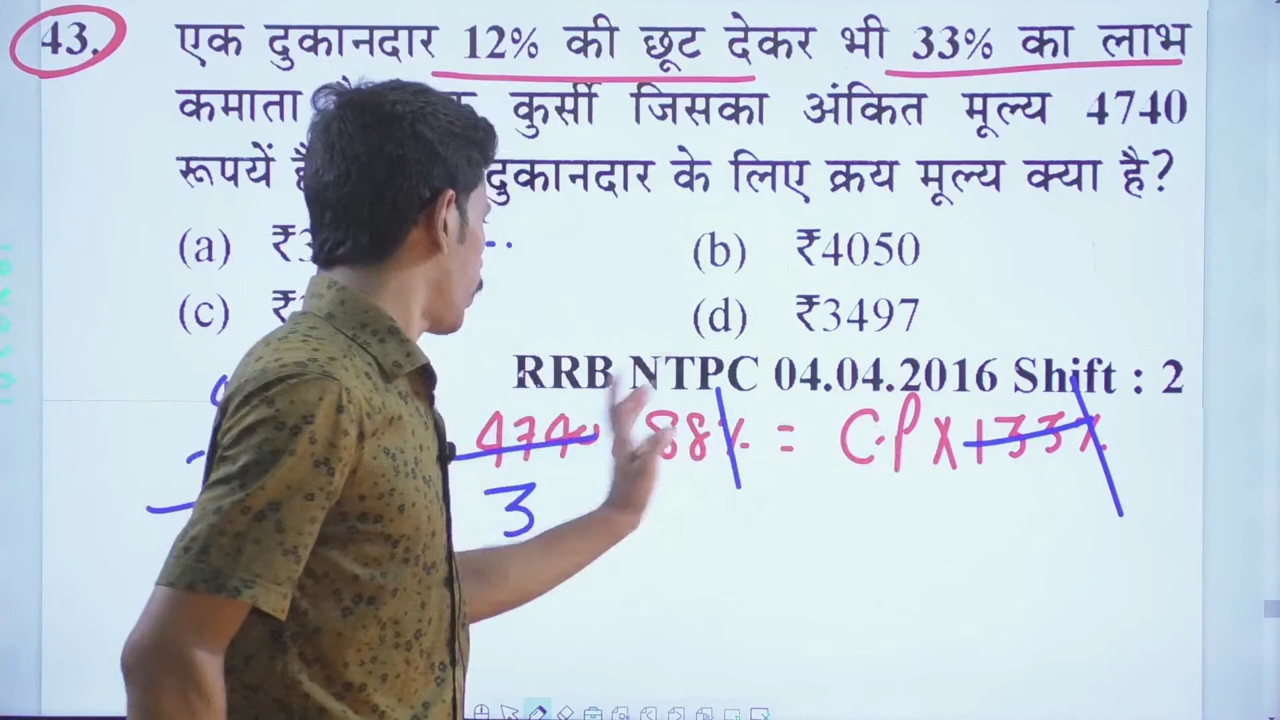 43. एक दुकानदार 12% की छूट देकर भी 33% का लाभ
कमाता कुर्सी जिसका अंकित मूल्य 4740
रूपयें दुकानदार के लिए क्रय मूल्य क्या है?
(a) ₹3 (b) ₹4050
(c) ₹ (d) ₹3497
RRB NTPC 04.04.2016 Shift : 2
4740 88% = C.P X 133%
3